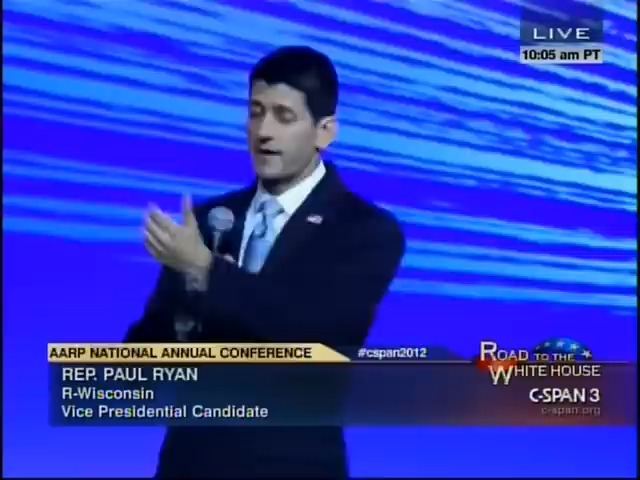 LIVE
10:05 am PT
AARP NATIONAL ANNUAL CONFERENCE
#cspan2012
REP. PAUL RYAN
R-Wisconsin
Vice Presidential Candidate
ROAD TO THE
WHITE HOUSE
C-SPAN 3
c-span.org